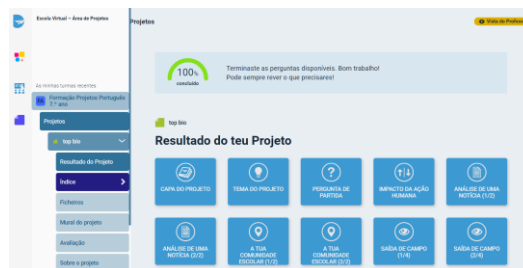 Escola Virtual – Área de Projetos
Projetos
Vista de Profess
100%
concluído
Terminaste as perguntas disponíveis. Bom trabalho!
Pode sempre rever o que precisares!
As minhas turmas recentes
Formação Projetos Português
7.º ano
Projetos
top bio
Resultado do Projeto
Índice
Ficheiros
Mural do projeto
Avaliação
Sobre o projeto
top bio
Resultado do teu Projeto
CAPA DO PROJETO
TEMA DO PROJETO
PERGUNTA DE
PARTIDA
IMPACTO DA AÇÃO
HUMANA
ANÁLISE DE UMA
NOTÍCIA (1/2)
ANÁLISE DE UMA
NOTÍCIA (2/2)
A TUA
COMUNIDADE
ESCOLAR (1/2)
A TUA
COMUNIDADE
ESCOLAR (2/2)
SAÍDA DE CAMPO
(1/4)
SAÍDA DE CAMPO
(2/4)